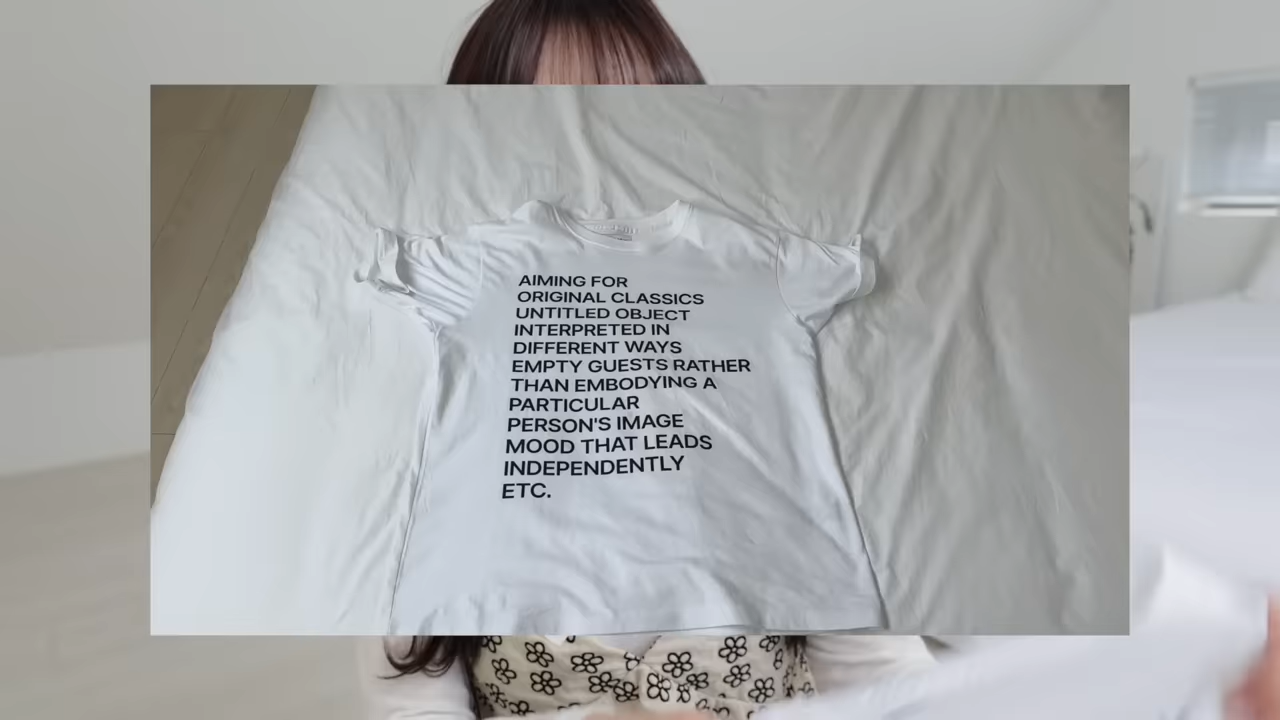 AIMING FOR
ORIGINAL CLASSICS
UNTITLED OBJECT
INTERPRETED IN
DIFFERENT WAYS
EMPTY GUESTS RATHER
THAN EMBODYING A
PARTICULAR
PERSON'S IMAGE
MOOD THAT LEADS
INDEPENDENTLY
ETC.